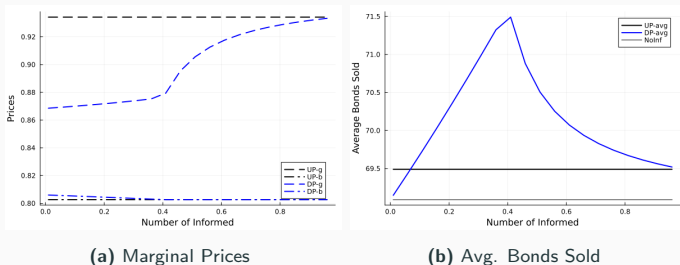 0.92
0.90
0.88
0.86
0.84
0.82
0.80
Prices
0.0 0.2 0.4 0.6 0.8
Number of Informed
UP-g
UP-b
DP-g
DP-b
(a) Marginal Prices
71.5
71.0
70.5
70.0
69.5
Average Bonds Sold
0.0 0.2 0.4 0.6 0.8
Number of Informed
UP-avg
DP-avg
NoInf
(b) Avg. Bonds Sold